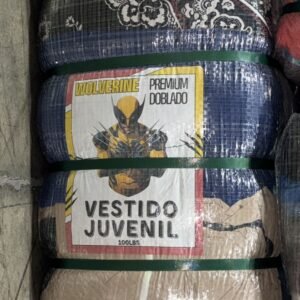 WOLVERINE PREMIUM
DOBLADO
VESTIDO
JUVENIL
100LBS